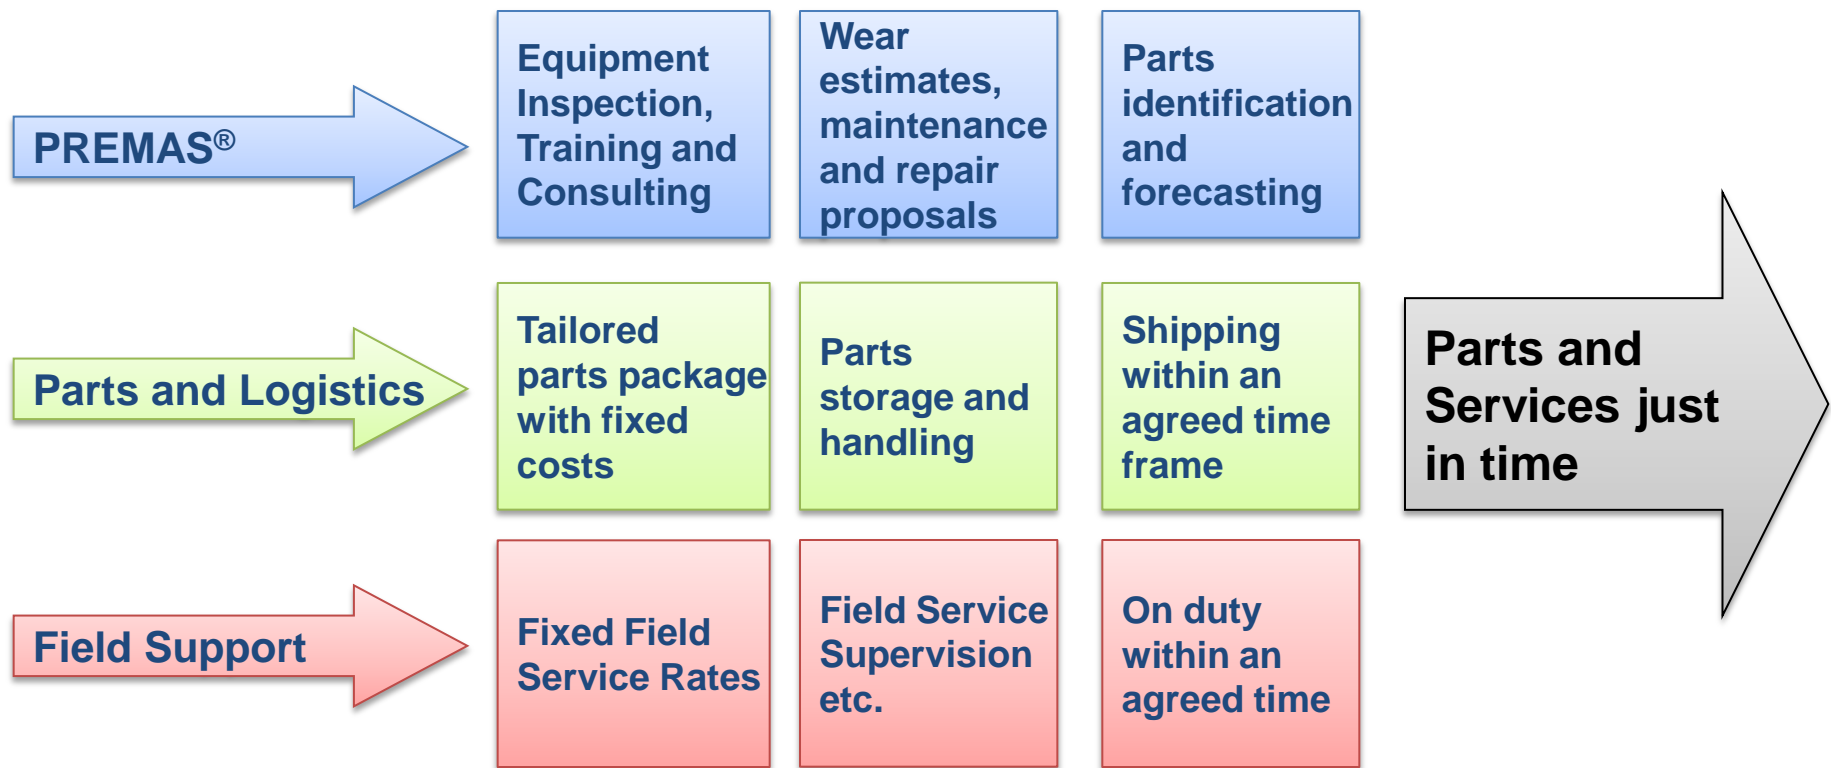 PREMAS®
Equipment
Inspection,
Training and
Consulting
Wear
estimates,
maintenance
and repair
proposals
Parts
identification
and
forecasting
Parts and Logistics
Tailored
parts package
with fixed
costs
Parts
storage and
handling
Shipping
within an
agreed time
frame
Field Support
Fixed Field
Service Rates
Field Service
Supervision
etc.
On duty
within an
agreed time
Parts and
Services just
in time